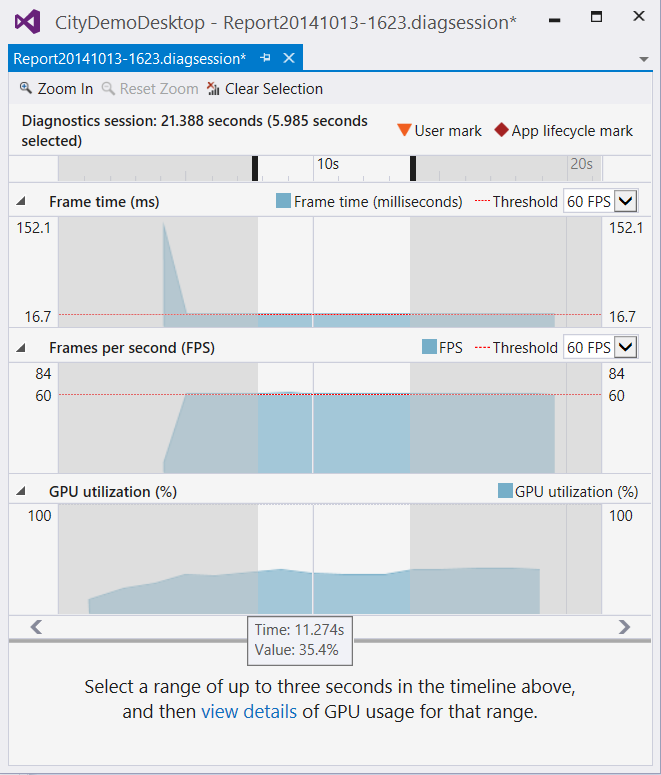 CityDemoDesktop - Report20141013-1623.diagsession*
Report20141013-1623.diagsession*
Zoom In Reset Zoom Clear Selection
Diagnostics session: 21.388 seconds (5.985 seconds
selected)
User mark App lifecycle mark
10s 20s
Frame time (ms) Frame time (milliseconds) Threshold 60 FPS
152.1 152.1
16.7 16.7
Frames per second (FPS) FPS Threshold 60 FPS
84 84
60 60
GPU utilization (%) GPU utilization (%)
100 100
Time: 11.274s
Value: 35.4%
Select a range of up to three seconds in the timeline above,
and then view details of GPU usage for that range.